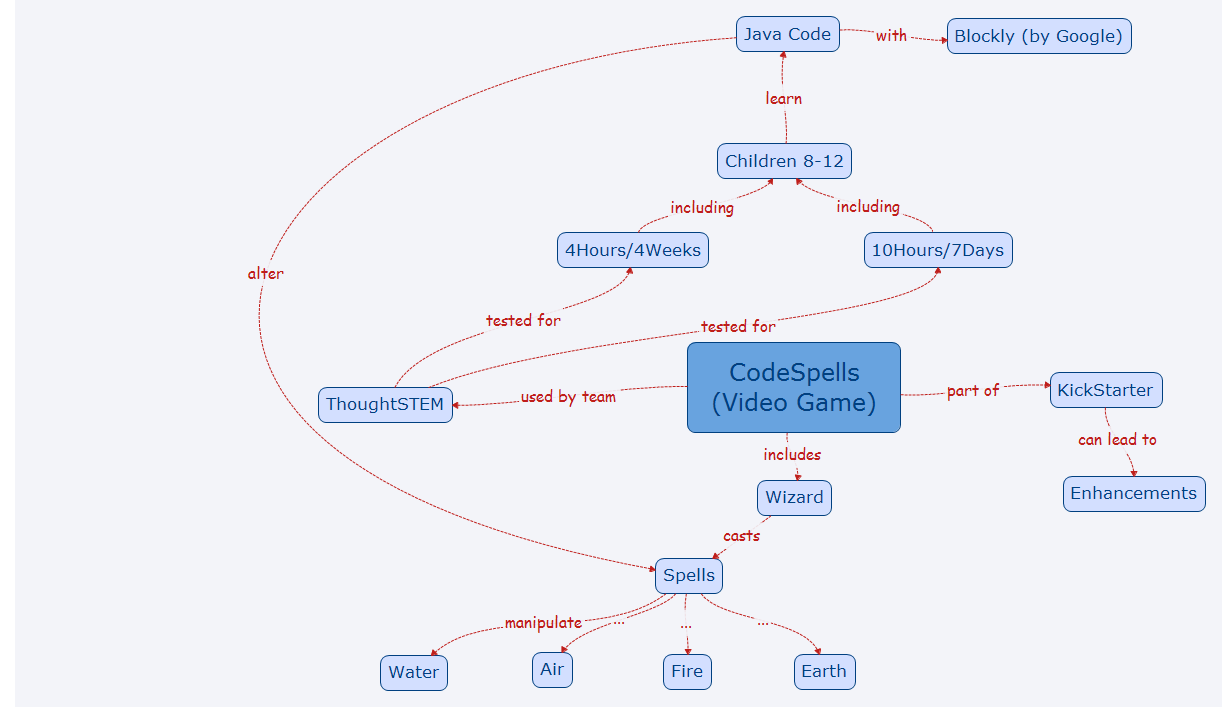 Java Code
with
Blockly (by Google)
learn
Children 8-12
including
including
4Hours/4Weeks
10Hours/7Days
alter
tested for
tested for
CodeSpells
(Video Game)
ThoughtSTEM
used by team
part of
KickStarter
can lead to
includes
Wizard
Enhancements
casts
Spells
manipulate
...
...
...
Water
Air
Fire
Earth